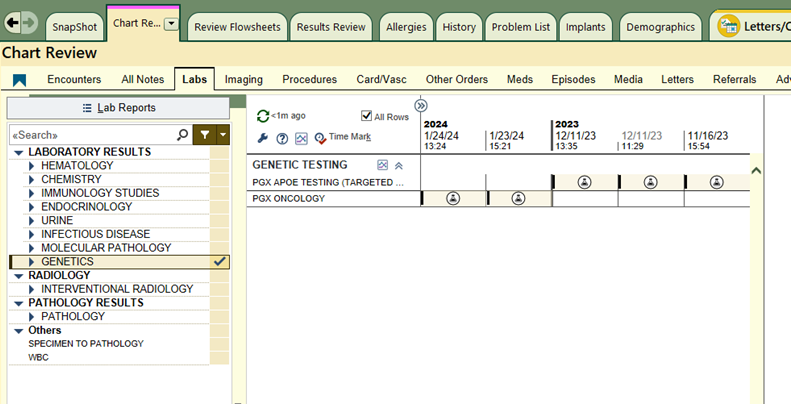 SnapShot
Chart Re...
Review Flowsheets
Results Review
Allergies
History
Problem List
Implants
Demographics
Letters/C
Chart Review
Encounters
All Notes
Labs
Imaging
Procedures
Card/Vasc
Other Orders
Meds
Episodes
Media
Letters
Referrals
Adv
Lab Reports
«Search»
LABORATORY RESULTS
HEMATOLOGY
CHEMISTRY
IMMUNOLOGY STUDIES
ENDOCRINOLOGY
URINE
INFECTIOUS DISEASE
MOLECULAR PATHOLOGY
GENETICS
RADIOLOGY
INTERVENTIONAL RADIOLOGY
PATHOLOGY RESULTS
PATHOLOGY
Others
SPECIMEN TO PATHOLOGY
WBC
<1m ago
All Rows
Time Mark
2024 2023
1/24/24 1/23/24 12/11/23 12/11/23 11/16/23
13:24 15:21 13:35 11:29 15:54
GENETIC TESTING
PGX APOE TESTING (TARGETED ...
PGX ONCOLOGY